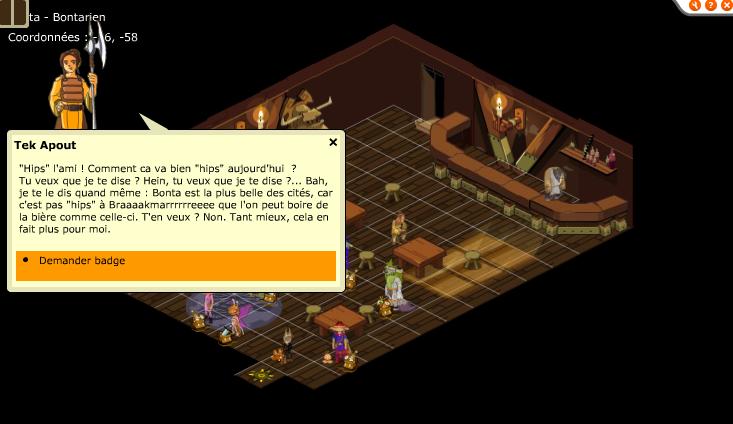 ta - Bontarien
Coordonnées : - 6, -58
Tek Apout
"Hips" l'ami ! Comment ca va bien "hips" aujourd'hui ?
Tu veux que je te dise ? Hein, tu veux que je te dise ?... Bah,
je te le dis quand même : Bonta est la plus belle des cités, car
c'est pas "hips" à Braaaakmarrrrrreeee que l'on peut boire de
la bière comme celle-ci. T'en veux ? Non. Tant mieux, cela en
fait plus pour moi.
• Demander badge